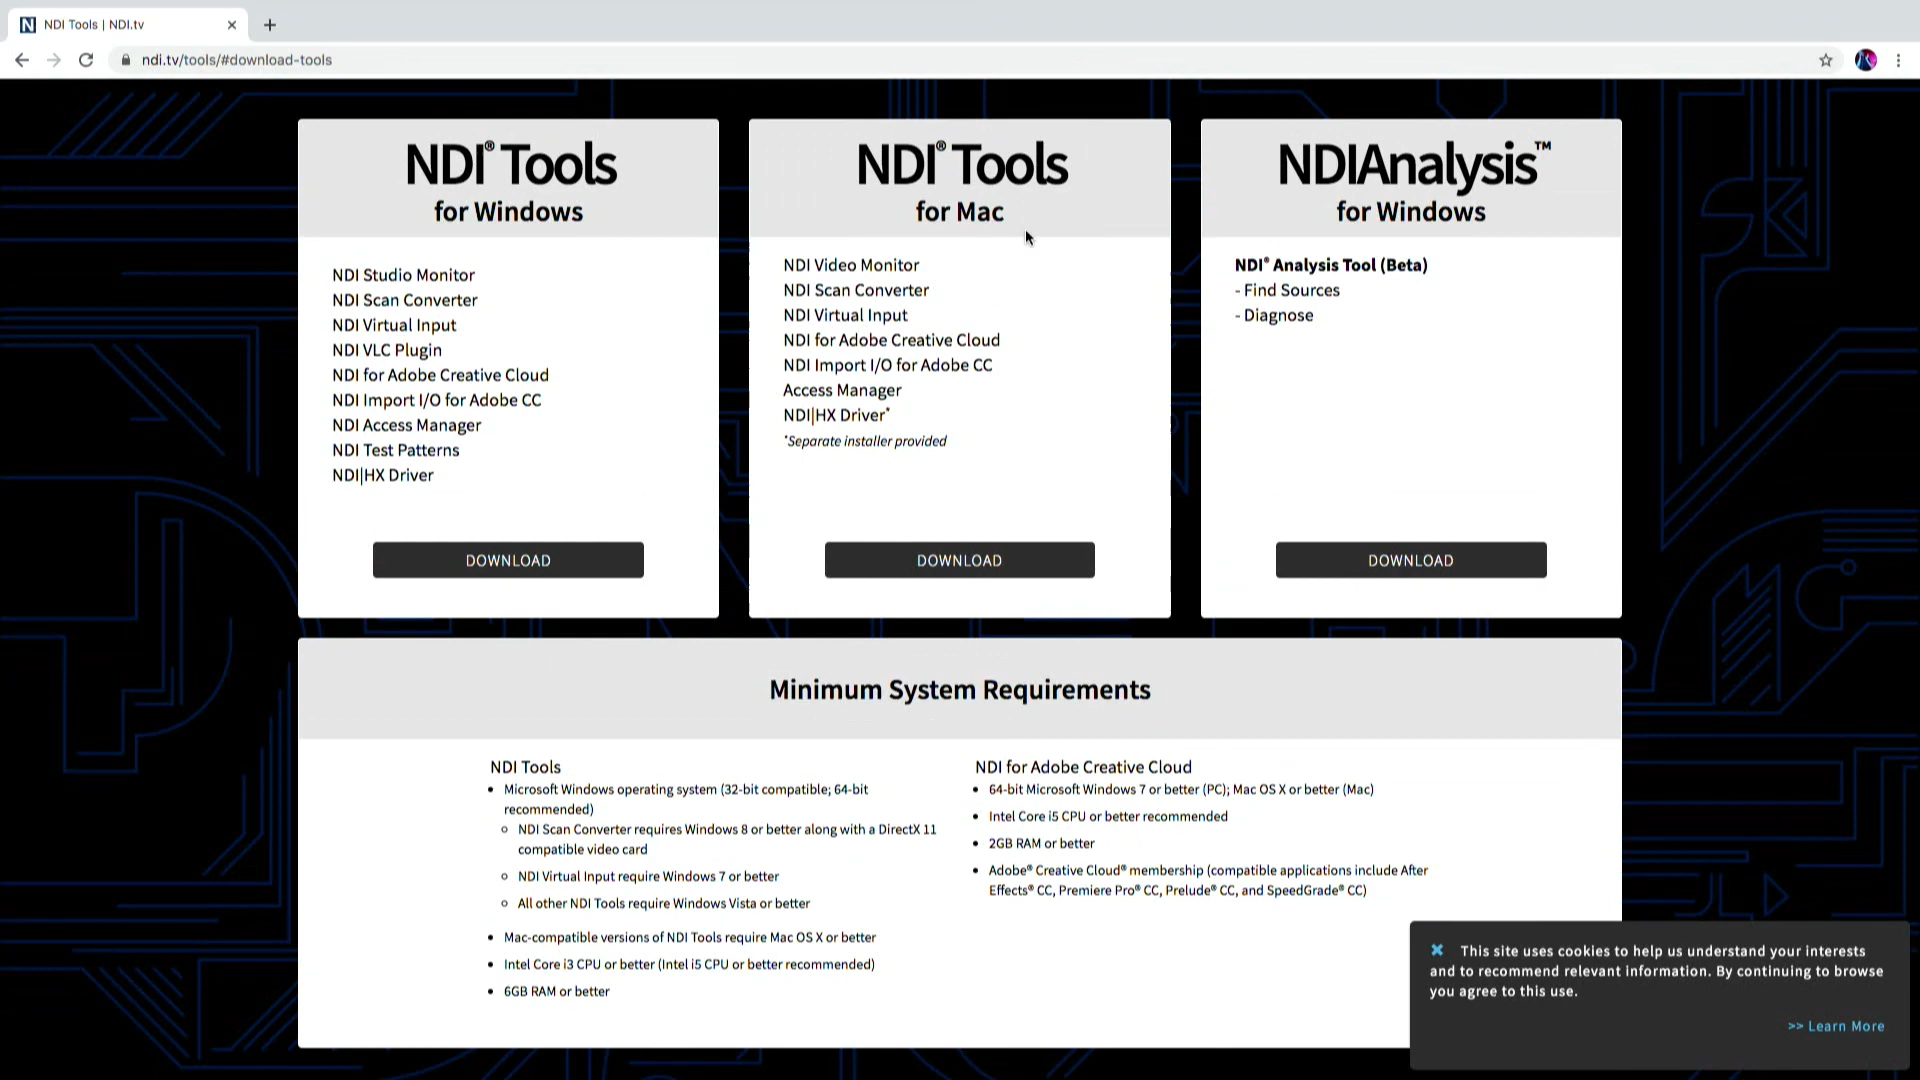 NDI Tools | NDI.tv
ndi.tv/tools/#download-tools
NDI® Tools
for Windows
NDI Studio Monitor
NDI Scan Converter
NDI Virtual Input
NDI VLC Plugin
NDI for Adobe Creative Cloud
NDI Import I/O for Adobe CC
NDI Access Manager
NDI Test Patterns
NDI|HX Driver
DOWNLOAD
NDI® Tools
for Mac
NDI Video Monitor
NDI Scan Converter
NDI Virtual Input
NDI for Adobe Creative Cloud
NDI Import I/O for Adobe CC
Access Manager
NDI|HX Driver*
*Separate installer provided
DOWNLOAD
NDIAnalysis™
for Windows
NDI® Analysis Tool (Beta)
- Find Sources
- Diagnose
DOWNLOAD
Minimum System Requirements
NDI Tools
• Microsoft Windows operating system (32-bit compatible; 64-bit
recommended)
○ NDI Scan Converter requires Windows 8 or better along with a DirectX 11
compatible video card
○ NDI Virtual Input require Windows 7 or better
○ All other NDI Tools require Windows Vista or better
• Mac-compatible versions of NDI Tools require Mac OS X or better
• Intel Core i3 CPU or better (Intel i5 CPU or better recommended)
• 6GB RAM or better
NDI for Adobe Creative Cloud
• 64-bit Microsoft Windows 7 or better (PC); Mac OS X or better (Mac)
• Intel Core i5 CPU or better recommended
• 2GB RAM or better
• Adobe® Creative Cloud® membership (compatible applications include After
Effects® CC, Premiere Pro® CC, Prelude® CC, and SpeedGrade® CC)
This site uses cookies to help us understand your interests
and to recommend relevant information. By continuing to browse
you agree to this use.
>> Learn More